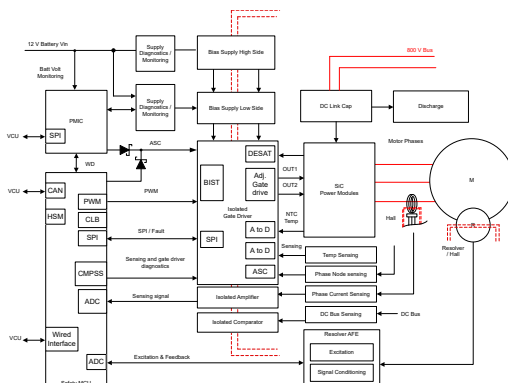 12 V Battery Vin
Supply
Diagnostics /
Monitoring
Bias Supply High Side
800 V Bus
Batt Volt
Monitoring
Supply
Diagnostics /
Monitoring
Bias Supply Low Side
DC Link Cap
Discharge
PMIC
VCU
SPI
ASC
WD
DESAT
Motor Phases
OUT1
OUT2
BIST
Adj.
Gate
drive
SiC
Power Modules
M
VCU
CAN
PWM
PWM
HSM
CLB
Isolated
Gate Driver
A to D
NTC
Temp
Hall
R
SPI
SPI / Fault
SPI
A to D
Sensing
Temp Sensing
Resolver
/ Hall
Sensing and gate driver
diagnostics
CMPSS
ASC
Phase Node sensing
ADC
Sensing signal
Isolated Amplifier
Phase Current Sensing
Isolated Comparator
DC Bus Sensing
DC Bus
VCU
Wired
Interface
Resolver AFE
Excitation
ADC
Excitation & Feedback
Signal Conditioning
Safety MCU